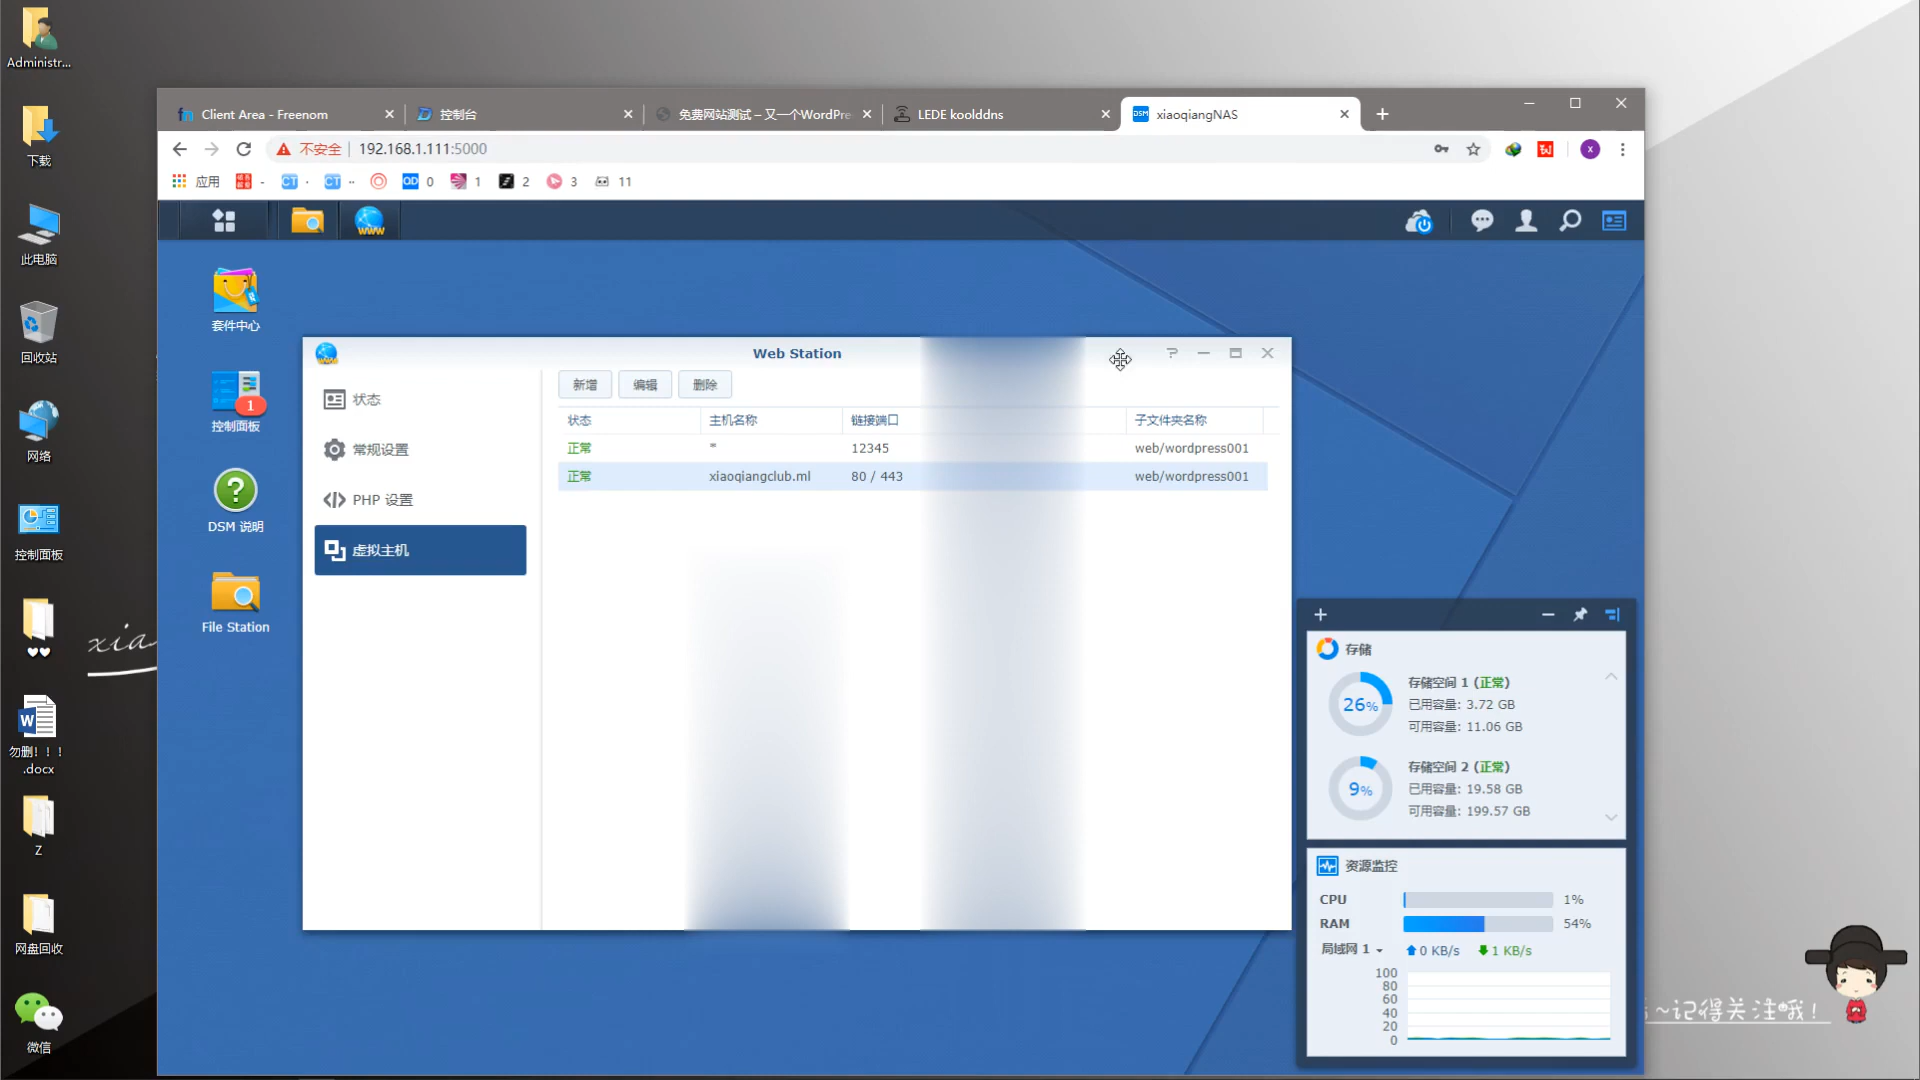 Administr...
下载
此电脑
回收站
网络
控制面板
♥♥
勿删！！！
.docx
Z
网盘回收
微信
xia
Client Area - Freenom
控制台
免费网站测试 – 又一个WordPre
LEDE koolddns
xiaoqiangNAS
不安全
192.168.1.111:5000
应用
-
·
··
0
1
2
3
11
套件中心
1
控制面板
DSM 说明
File Station
Web Station
状态
常规设置
PHP 设置
虚拟主机
新增 编辑 删除
状态 主机名称 链接端口 子文件夹名称
正常 * 12345 web/wordpress001
正常 xiaoqiangclub.ml 80 / 443 web/wordpress001
存储
26%
存储空间 1 (正常)
已用容量: 3.72 GB
可用容量: 11.06 GB
9%
存储空间 2 (正常)
已用容量: 19.58 GB
可用容量: 199.57 GB
资源监控
CPU 1%
RAM 54%
局域网 1 0 KB/s 1 KB/s
100
80
60
40
20
0
~记得关注哦！